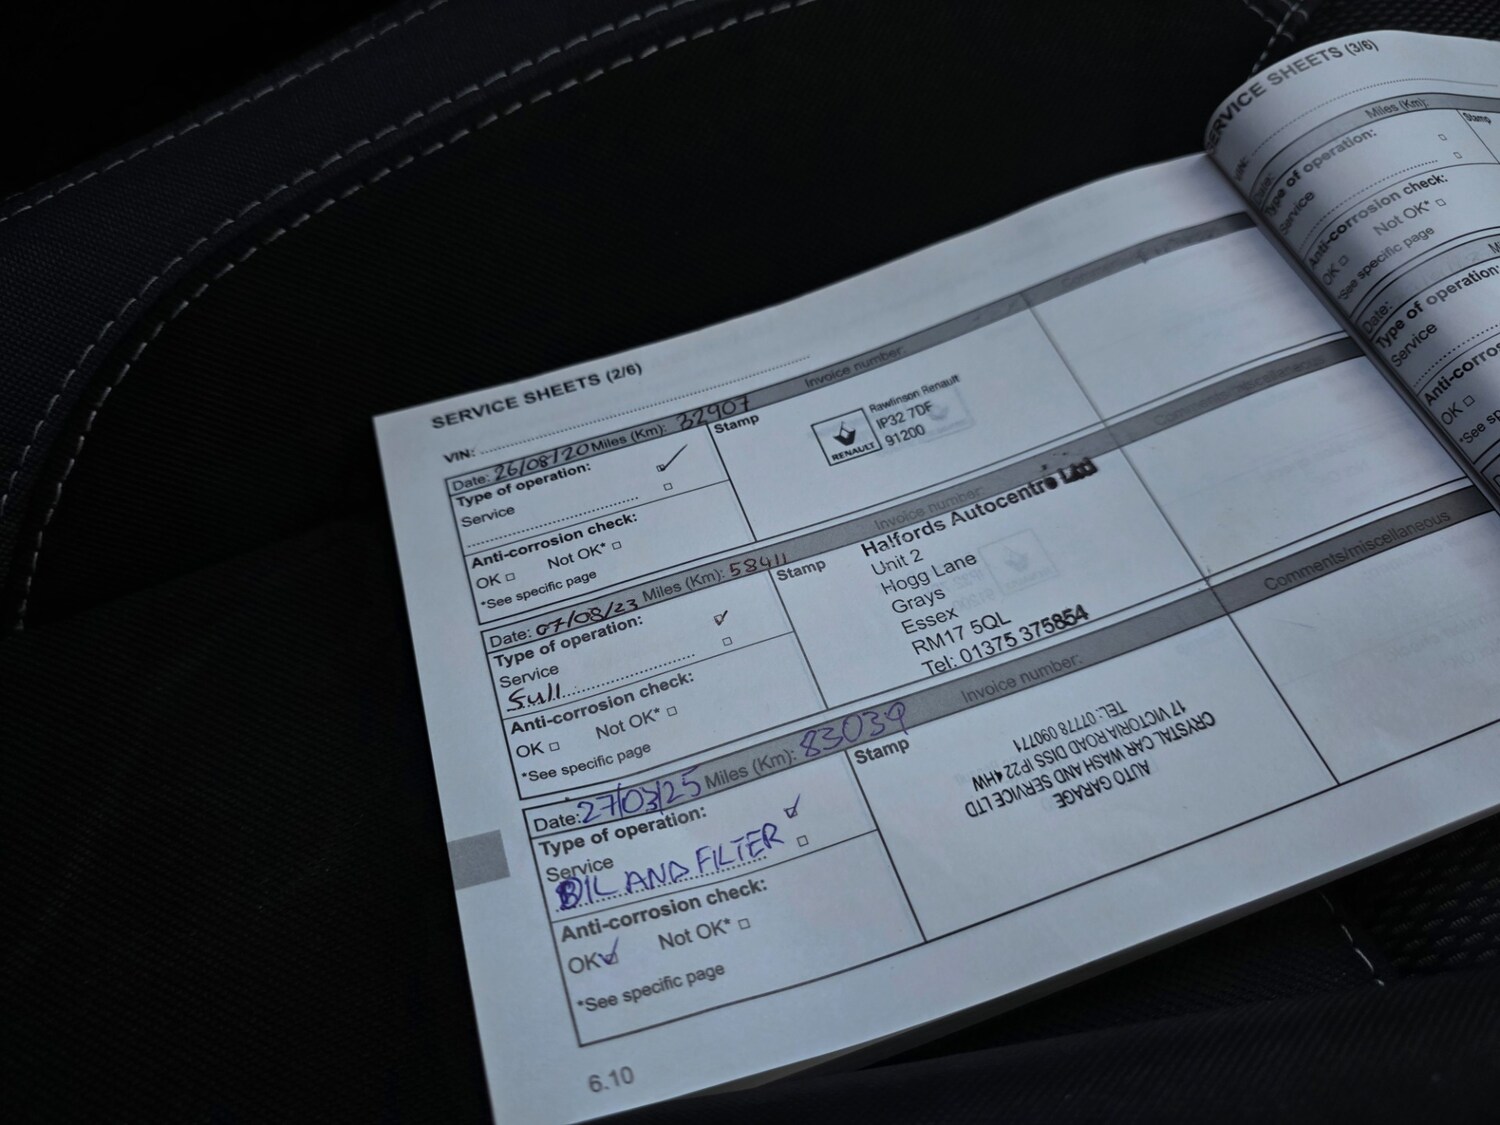 SERVICE SHEETS (2/6)
VIN:
Date: 26/08/20 Miles (Km): 32907 Invoice number:
Type of operation:
Service
Anti-corrosion check:
OK Not OK*
*See specific page
Stamp
RENAULT
Rawlinson Renault
IP32 7DF
91200
Date: 07/08/23 Miles (Km): 58411 Invoice number: Comments/miscellaneous
Type of operation:
Service
Full
Anti-corrosion check:
OK Not OK*
*See specific page
Stamp
Halfords Autocentre Ltd
Unit 2
Hogg Lane
Grays
Essex
RM17 5QL
Tel: 01375 375854
Date: 27/03/25 Miles (Km): 83039 Invoice number: Comments/miscellaneous
Type of operation:
Service
OIL AND FILTER
Anti-corrosion check:
OK Not OK*
*See specific page
Stamp
AUTO GARAGE
CRYSTAL CAR WASH AND SERVICE LTD
17 VICTORIA ROAD DISS IP22 4HW
TEL: 07778 090771
6.10
SERVICE SHEETS (3/6)
Miles (Km):
Type of operation:
Service
Stamp
Anti-corrosion check:
OK Not OK*
*See specific page
Date:
Type of operation:
Service
OK